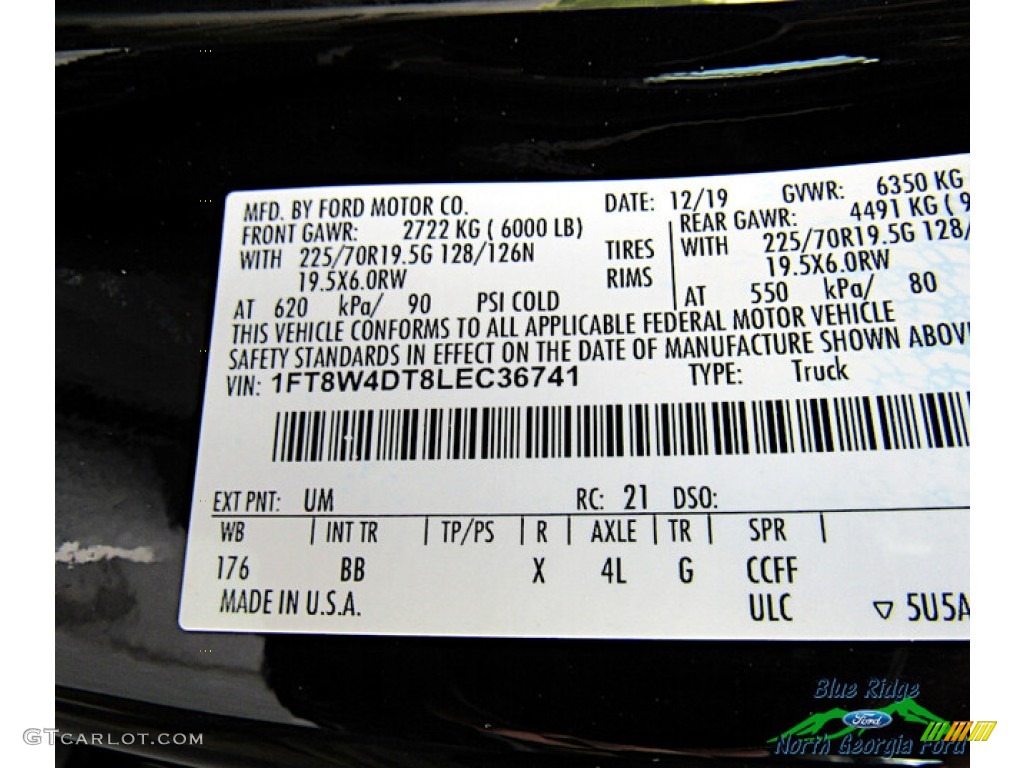 MFD. BY FORD MOTOR CO. DATE: 12/19 GVWR: 6350 KG
FRONT GAWR: 2722 KG ( 6000 LB) REAR GAWR: 4491 KG ( 9
WITH 225/70R19.5G 128/126N TIRES WITH 225/70R19.5G 128/
19.5X6.0RW RIMS 19.5X6.0RW
AT 620 kPa/ 90 PSI COLD AT 550 kPa/ 80
THIS VEHICLE CONFORMS TO ALL APPLICABLE FEDERAL MOTOR VEHICLE
SAFETY STANDARDS IN EFFECT ON THE DATE OF MANUFACTURE SHOWN ABOVE
VIN: 1FT8W4DT8LEC36741 TYPE: Truck
EXT PNT: UM RC: 21 DSO:
WB | INT TR | TP/PS | R | AXLE | TR | SPR |
176 BB X 4L G CCFF
MADE IN U.S.A. ULC ▽ 5U5A
Blue Ridge
Ford
North Georgia Ford
GTcarlot.com